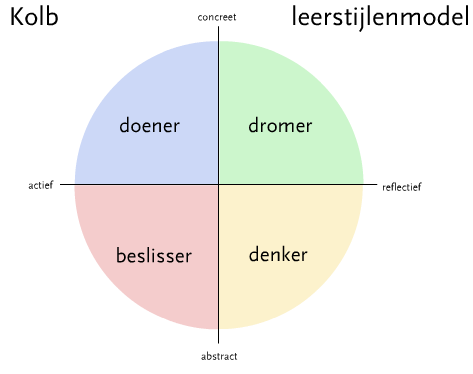 Kolb leerstijlenmodel
concreet
doener dromer
actief reflectief
beslisser denker
abstract